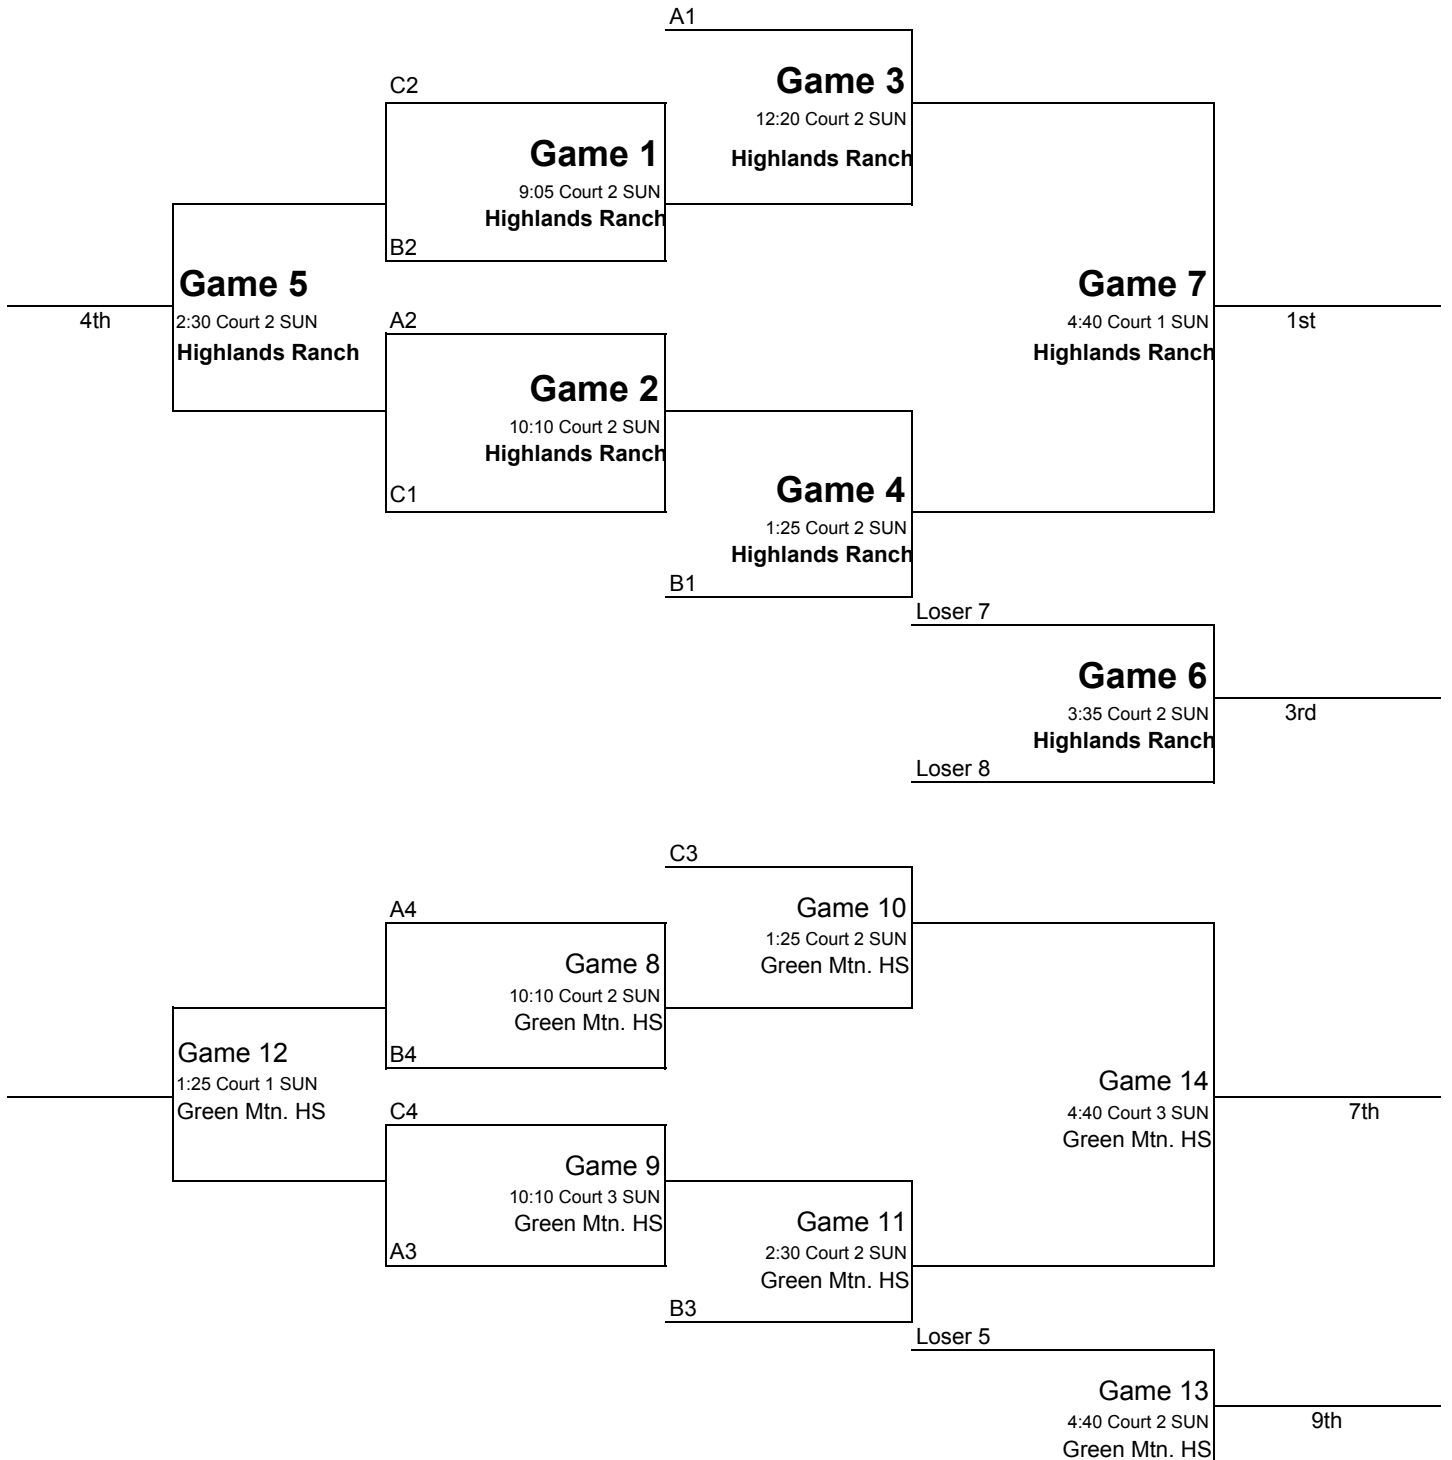 A1
C2
Game 3
12:20 Court 2 SUN
Highlands Ranch
Game 1
9:05 Court 2 SUN
Highlands Ranch
B2
Game 5
2:30 Court 2 SUN
Highlands Ranch
4th
Game 7
4:40 Court 1 SUN
Highlands Ranch
1st
A2
Game 2
10:10 Court 2 SUN
Highlands Ranch
C1
Game 4
1:25 Court 2 SUN
Highlands Ranch
B1
Loser 7
Game 6
3:35 Court 2 SUN
Highlands Ranch
3rd
Loser 8
C3
A4
Game 10
1:25 Court 2 SUN
Green Mtn. HS
Game 8
10:10 Court 2 SUN
Green Mtn. HS
B4
Game 12
1:25 Court 1 SUN
Green Mtn. HS
Game 14
4:40 Court 3 SUN
Green Mtn. HS
7th
C4
Game 9
10:10 Court 3 SUN
Green Mtn. HS
A3
Game 11
2:30 Court 2 SUN
Green Mtn. HS
B3
Loser 5
Game 13
4:40 Court 2 SUN
Green Mtn. HS
9th